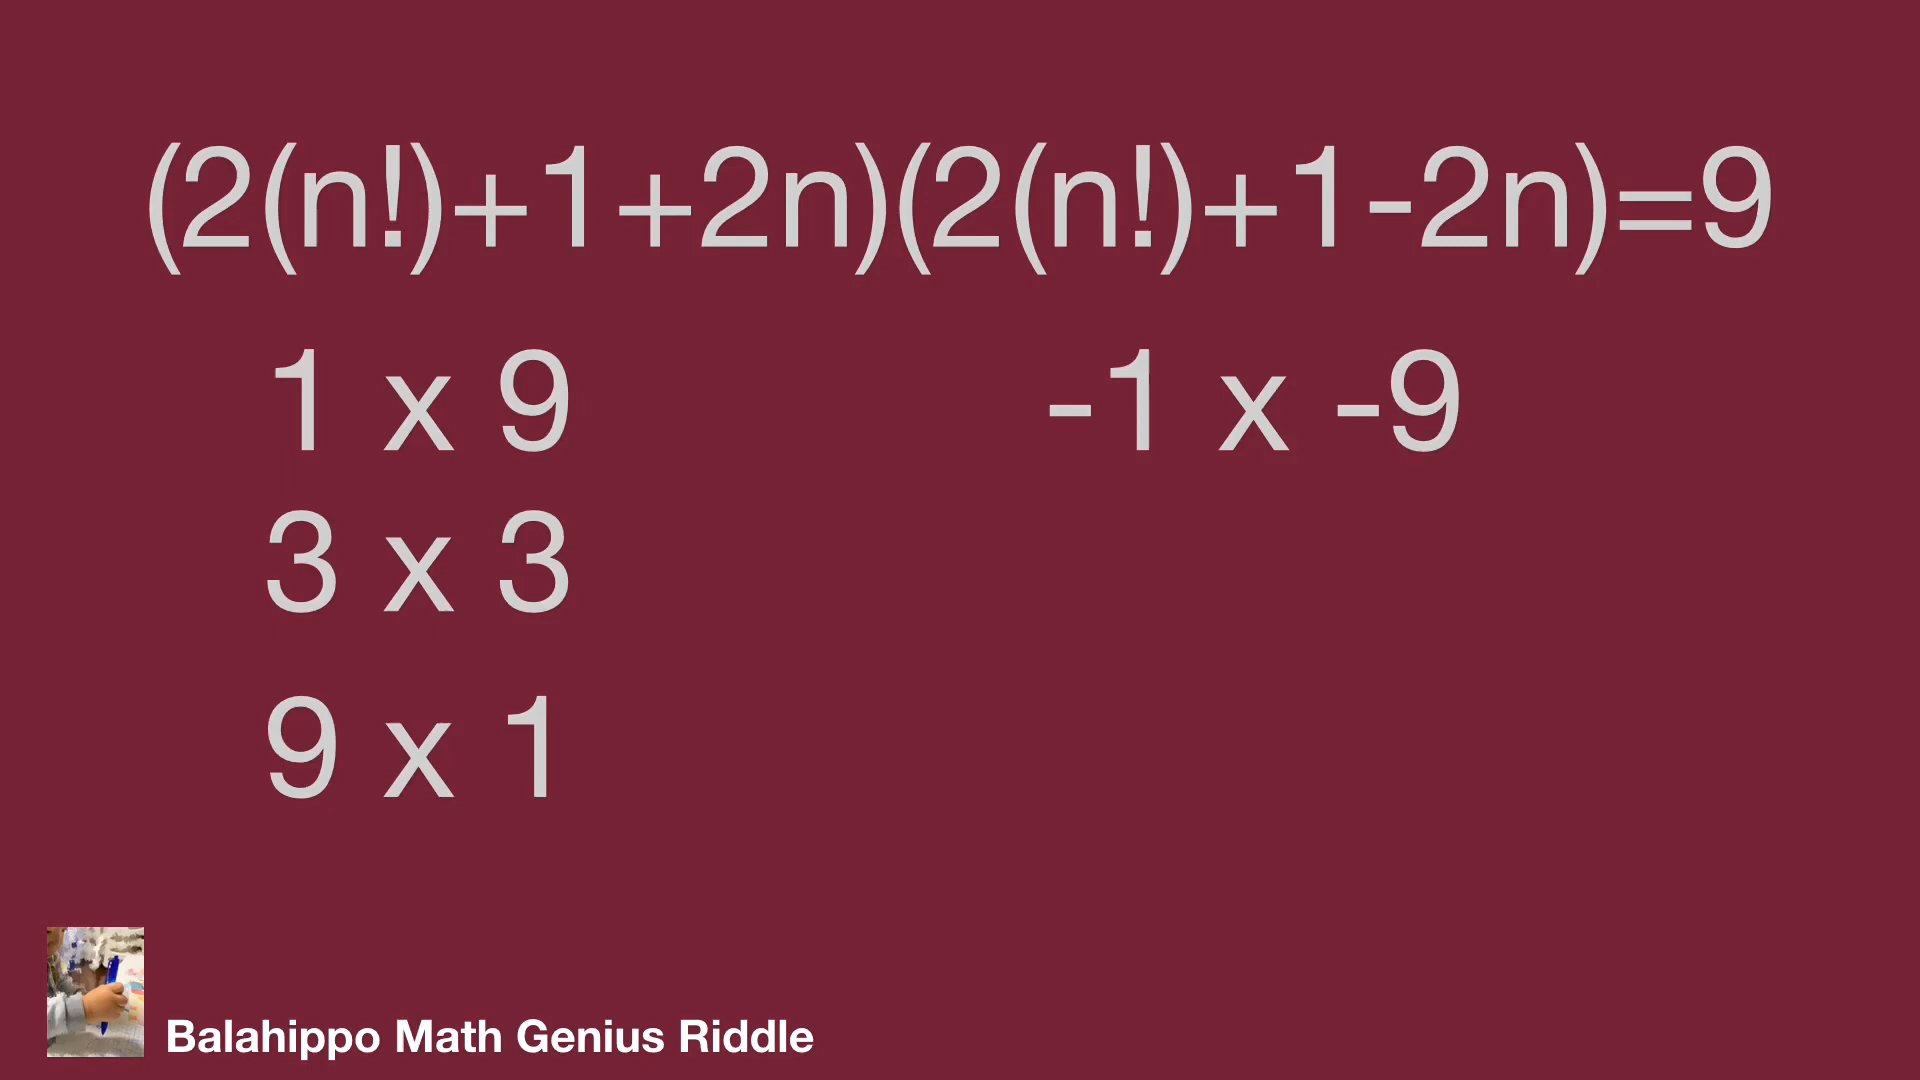 (2(n!)+1+2n)(2(n!)+1-2n)=9
1 x 9 -1 x -9
3 x 3
9 x 1
Balahippo Math Genius Riddle